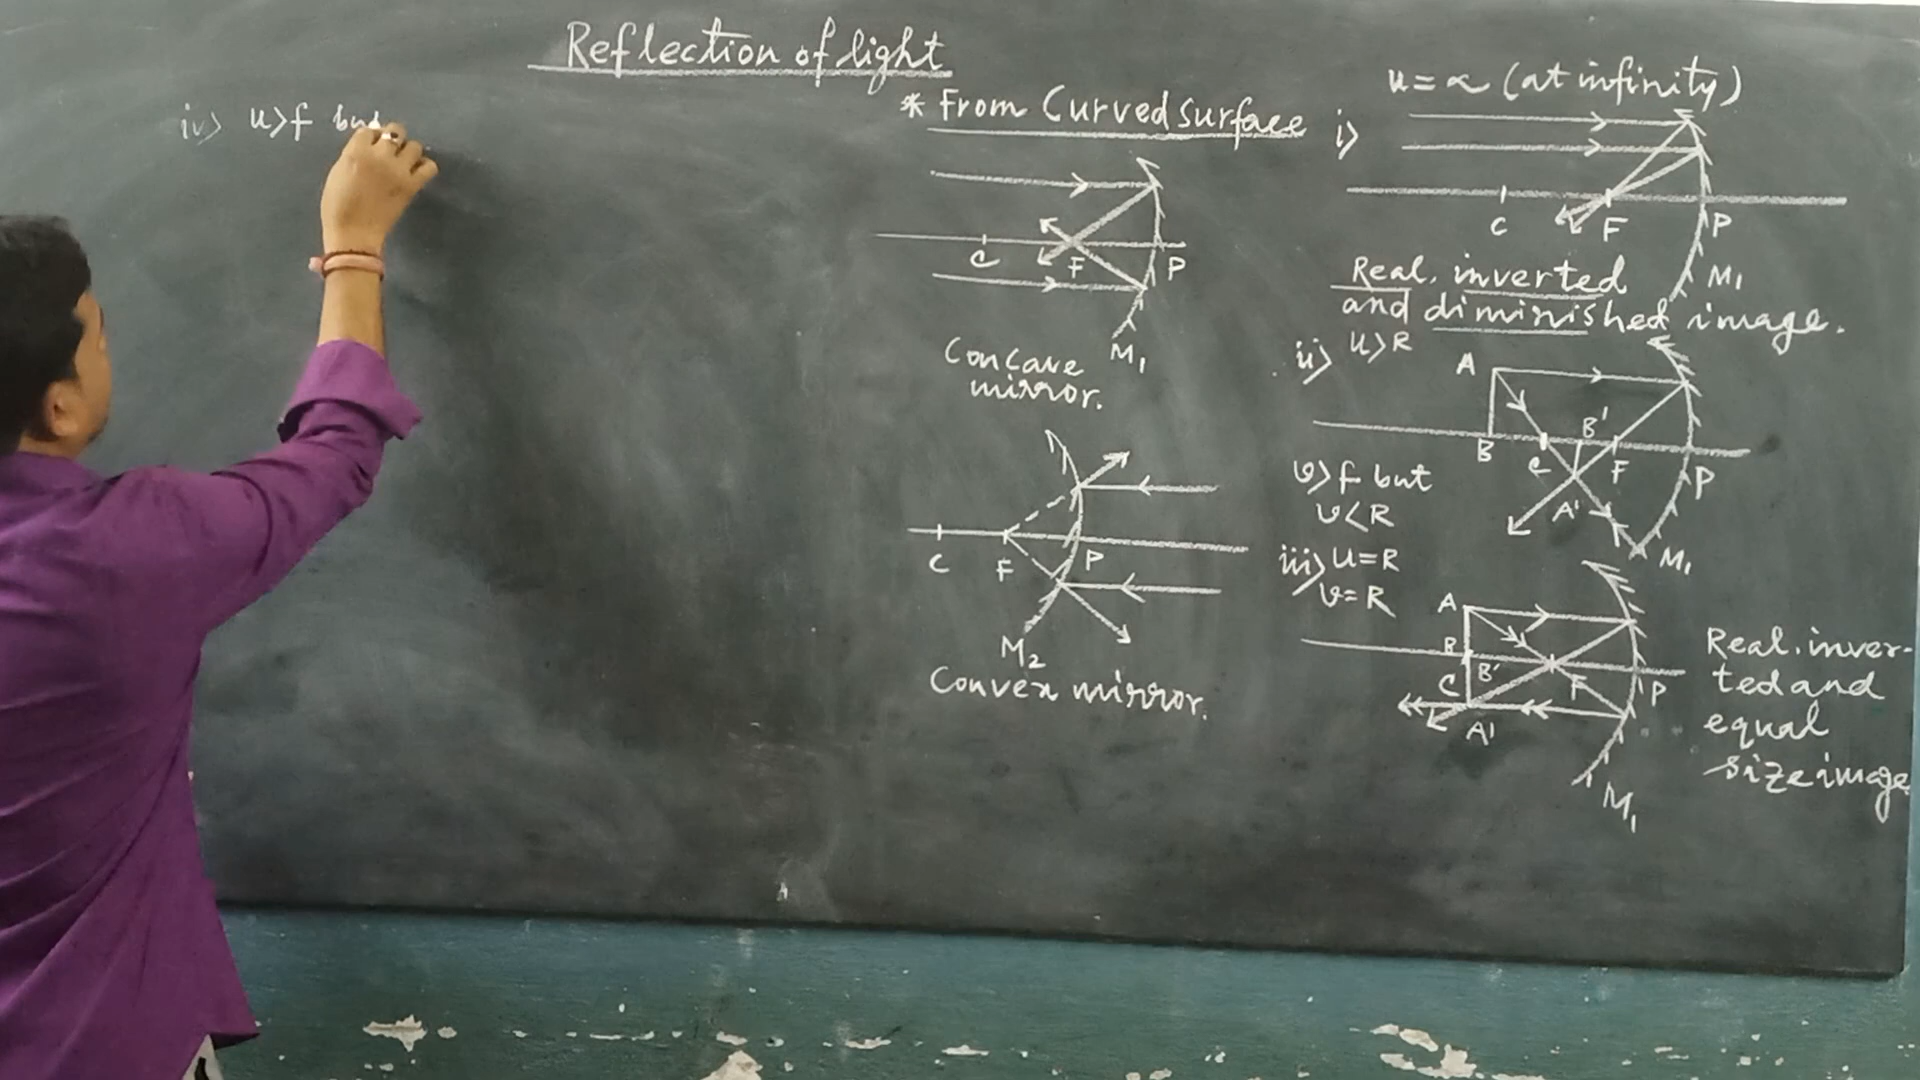 Reflection of light
iv> u>f but
* From Curved surface
C
F
P
M1
Concave
mirror.
C
F
P
M2
Convex mirror.
u = ∝ (at infinity)
i>
C
F
P
M1
Real, inverted
and diminished image.
ii> u>R
A
B
C
B'
F
P
A'
M1
v>f but
v<R
iii> u=R
v=R
A
B
C
B'
F
P
A'
M1
Real, inver-
ted and
equal
size image.